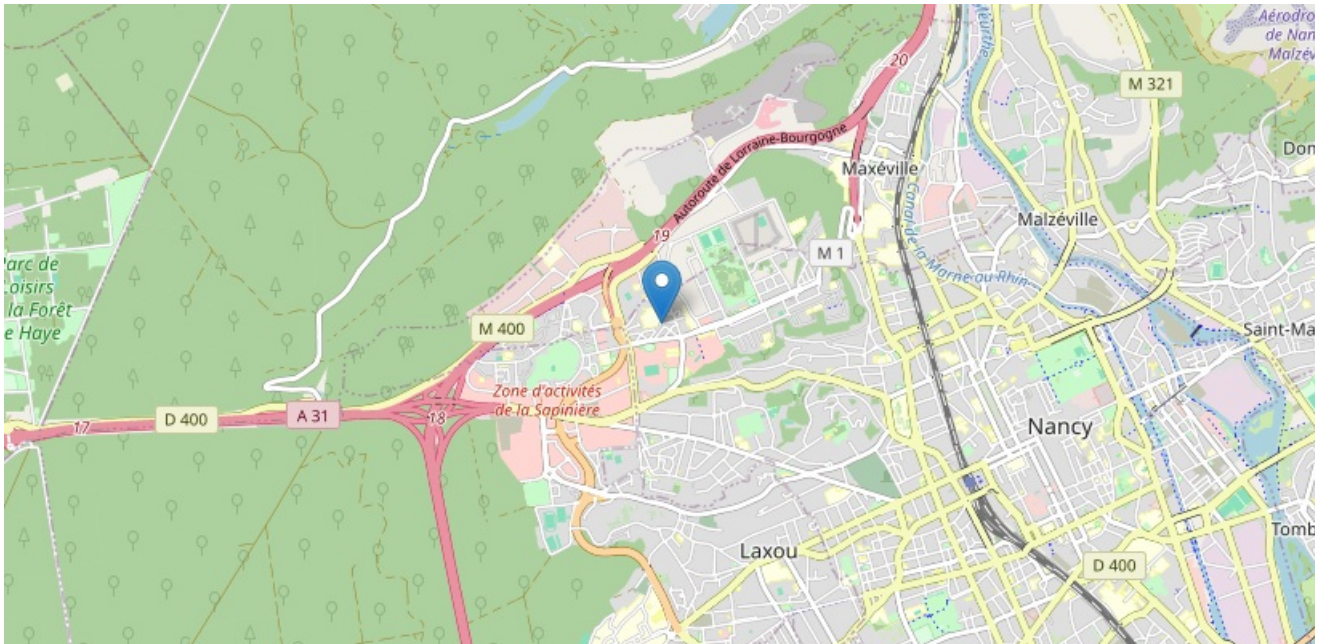 Aérodro
de Nan
Malzév
Meurthe
20
M 321
Autoroute de Lorraine-Bourgogne
Maxéville
Don
Canal de la Marne au Rhin
Malzéville
19
M 1
Parc de
Loisirs
la Forêt
e Haye
M 400
Saint-Ma
Zone d'activités
de la Sapinière
A 31
D 400
17
18
Nancy
Laxou
Tomb
D 400